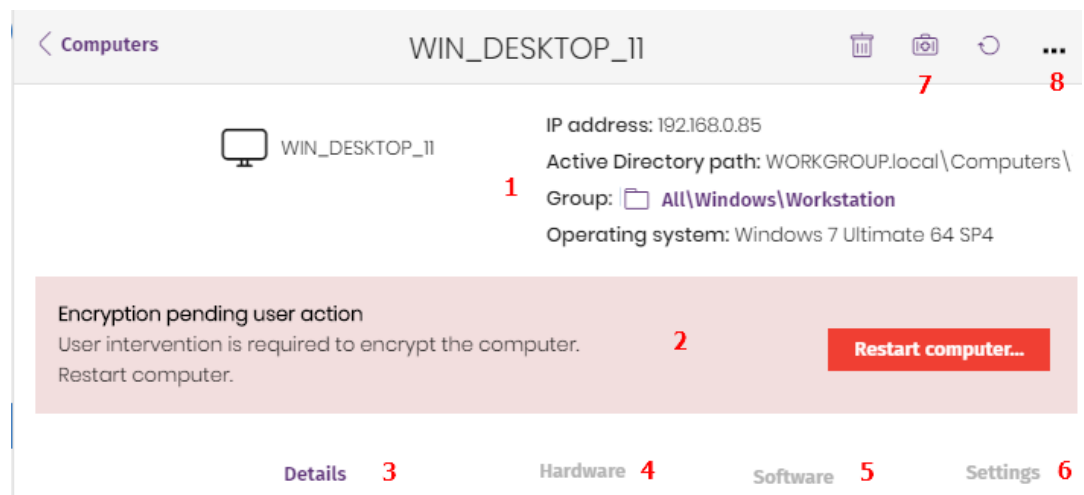 Computers WIN_DESKTOP_11 ...
7 8
IP address: 192.168.0.85
WIN_DESKTOP_11
Active Directory path: WORKGROUP.local\Computers\
1
Group: All\Windows\Workstation
Operating system: Windows 7 Ultimate 64 SP4
Encryption pending user action
User intervention is required to encrypt the computer.
2
Restart computer...
Restart computer.
Details 3 Hardware 4 Software 5 Settings 6